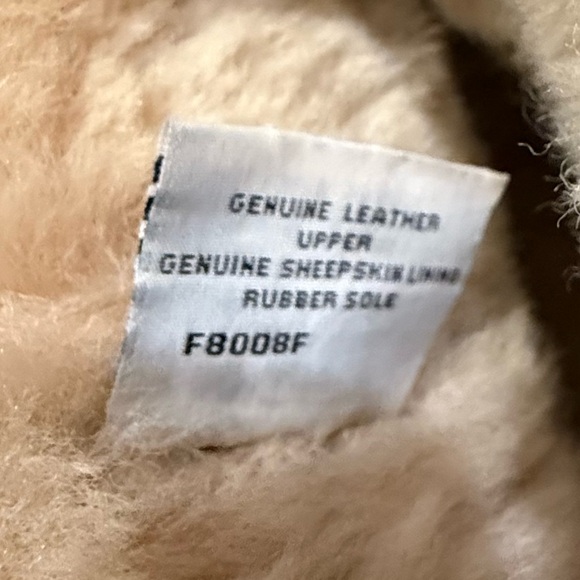 GENUINE LEATHER
UPPER
GENUINE SHEEPSKIN LINING
RUBBER SOLE
F8008F